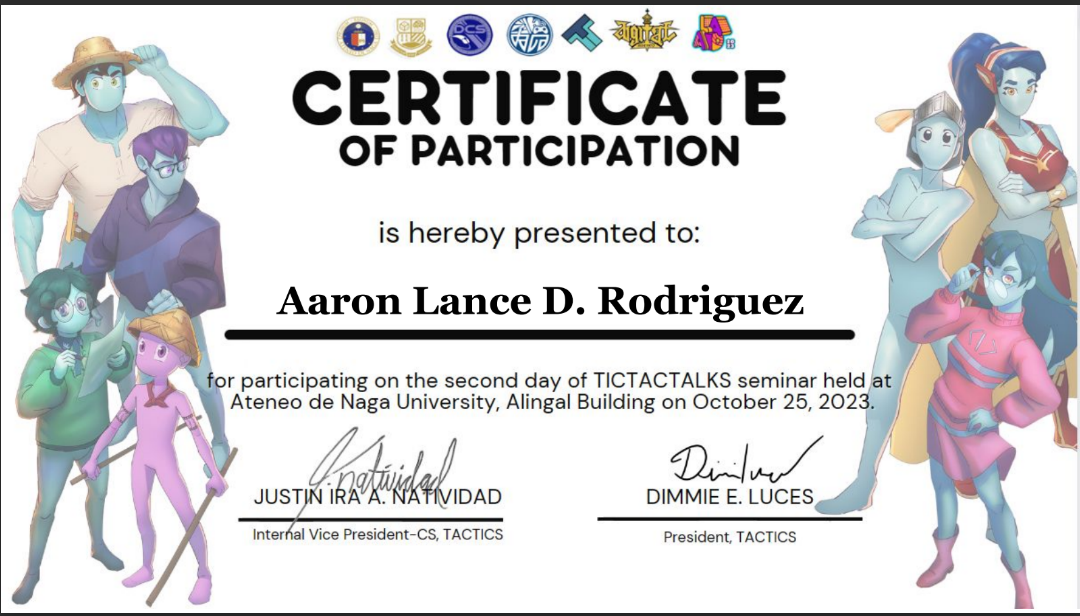 DCS
digital
CERTIFICATE
OF PARTICIPATION
is hereby presented to:
Aaron Lance D. Rodriguez
for participating on the second day of TICTACTALKS seminar held at
Ateneo de Naga University, Alingal Building on October 25, 2023.
JUSTIN IRA A. NATIVIDAD
DIMMIE E. LUCES
Internal Vice President-CS, TACTICS
President, TACTICS